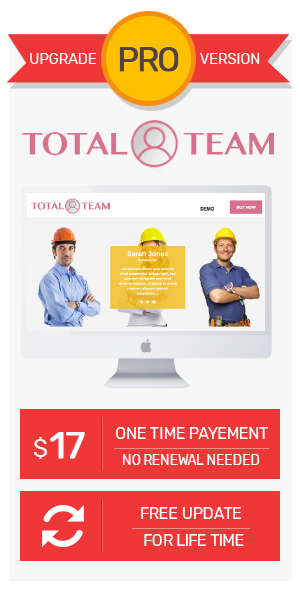 UPGRADE PRO VERSION
TOTAL TEAM
TOTAL TEAM
DEMO
BUY NOW
Sarah Jones
$17
ONE TIME PAYEMENT
NO RENEWAL NEEDED
FREE UPDATE
FOR LIFE TIME